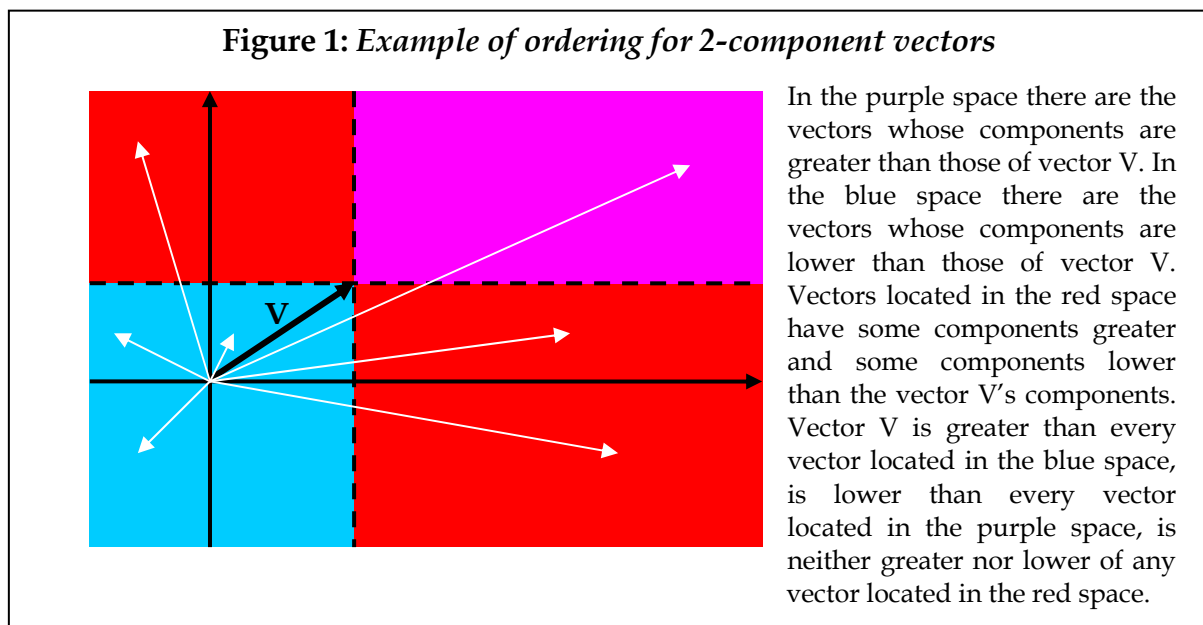 Figure 1: Example of ordering for 2-component vectors
In the purple space there are the
vectors whose components are
greater than those of vector V. In
the blue space there are the
vectors whose components are
lower than those of vector V.
Vectors located in the red space
have some components greater
and some components lower
than the vector V’s components.
Vector V is greater than every
vector located in the blue space,
is lower than every vector
located in the purple space, is
neither greater nor lower of any
vector located in the red space.
V